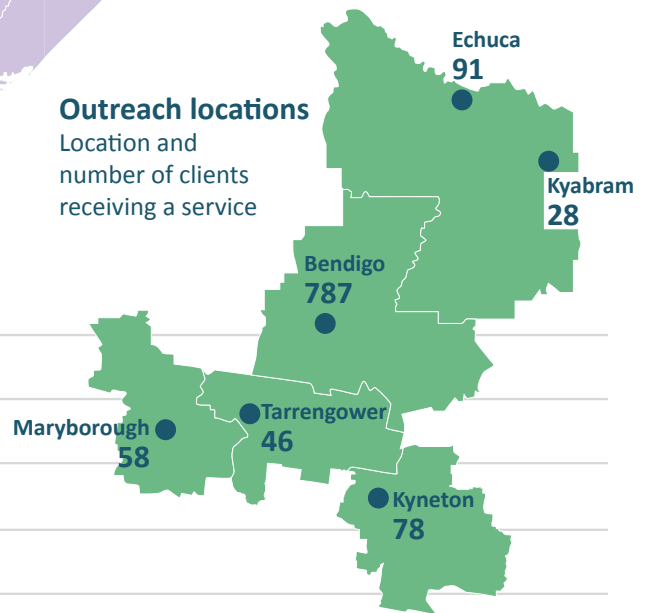 Outreach locations
Location and
number of clients
receiving a service
Echuca
91
Kyabram
28
Bendigo
787
Maryborough
58
Tarrengower
46
Kyneton
78